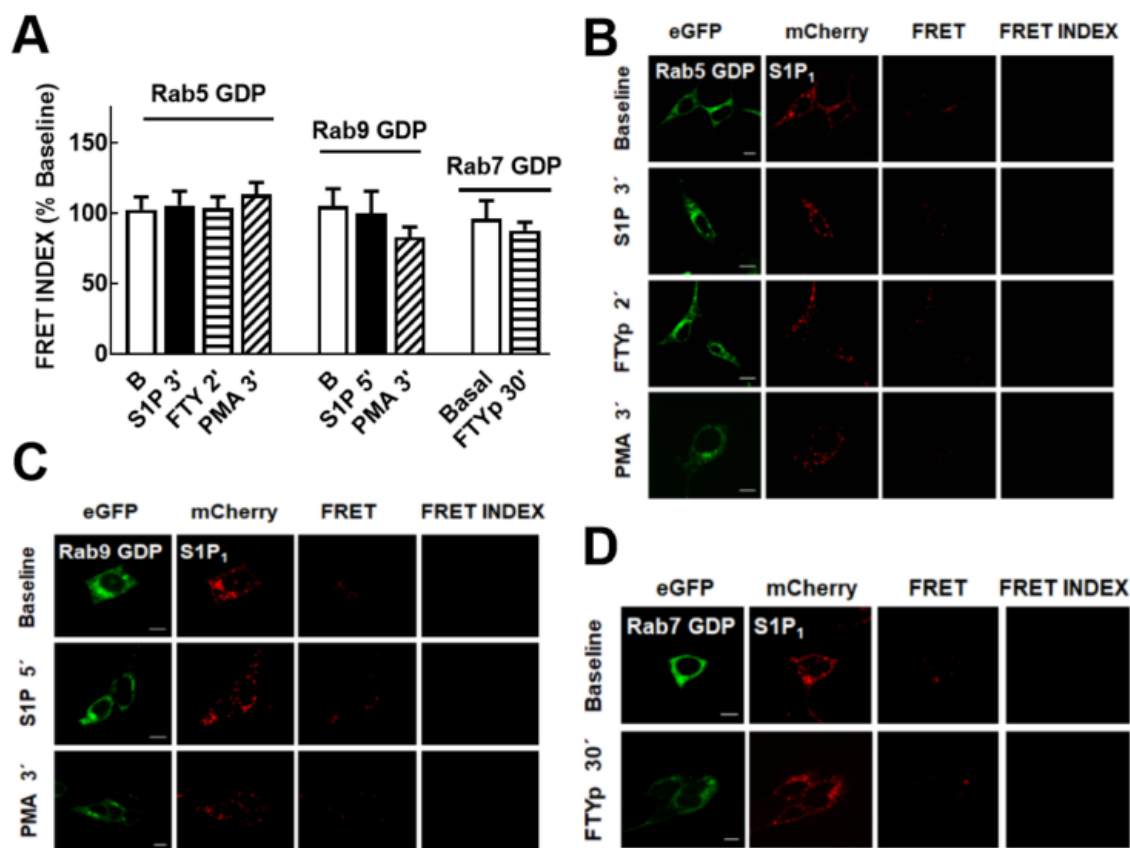 A
FRET INDEX (% Baseline)
150
100
50
0
Rab5 GDP
Rab9 GDP
Rab7 GDP
B
S1P 3'
FTY 2'
PMA 3'
B
S1P 5'
PMA 3'
Basal
FTYp 30'
B
eGFP mCherry FRET FRET INDEX
Baseline
Rab5 GDP S1P₁
S1P 3´
FTYp 2´
PMA 3´
C
eGFP mCherry FRET FRET INDEX
Baseline
Rab9 GDP S1P₁
S1P 5´
PMA 3´
D
eGFP mCherry FRET FRET INDEX
Baseline
Rab7 GDP S1P₁
FTYp 30´